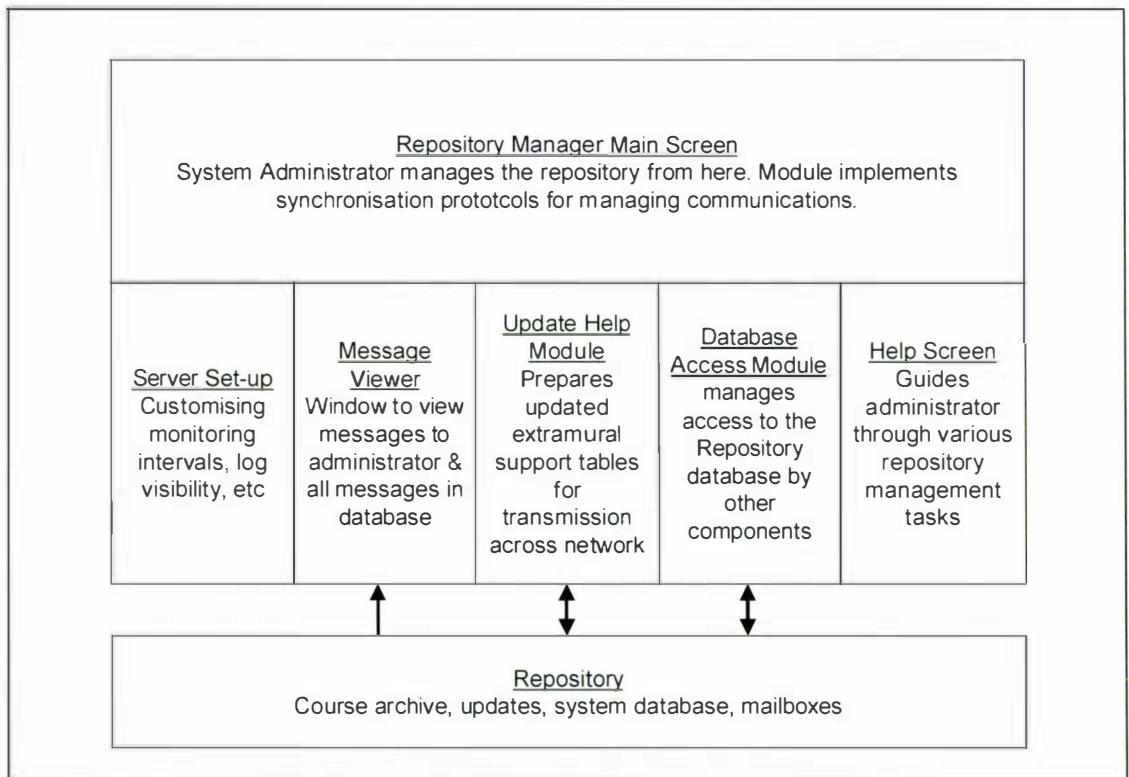 Repository Manager Main Screen
System Administrator manages the repository from here. Module implements
synchronisation prototcols for managing communications.
Server Set-up
Customising
monitoring
intervals, log
visibility, etc
Message
Viewer
Window to view
messages to
administrator &
all messages in
database
Update Help
Module
Prepares
updated
extramural
support tables
for
transmission
across network
Database
Access Module
manages
access to the
Repository
database by
other
components
Help Screen
Guides
administrator
through various
repository
management
tasks
Repository
Course archive, updates, system database, mailboxes